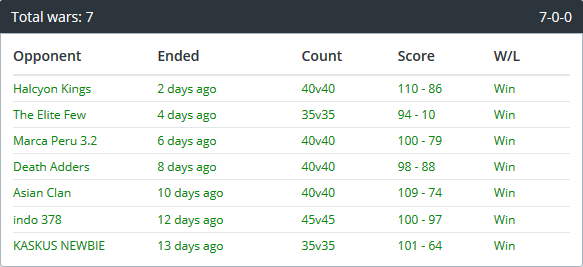 Total wars: 7 7-0-0
Opponent Ended Count Score W/L
Halcyon Kings 2 days ago 40v40 110 - 86 Win
The Elite Few 4 days ago 35v35 94 - 10 Win
Marca Peru 3.2 6 days ago 40v40 100 - 79 Win
Death Adders 8 days ago 40v40 98 - 88 Win
Asian Clan 10 days ago 40v40 109 - 74 Win
indo 378 12 days ago 45v45 100 - 97 Win
KASKUS NEWBIE 13 days ago 35v35 101 - 64 Win